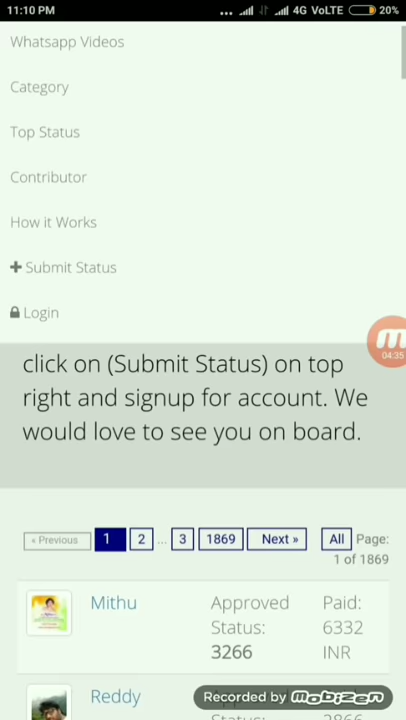 11:10 PM ... 4G VoLTE 20%
Whatsapp Videos
Category
Top Status
Contributor
How it Works
+ Submit Status
Login
04:35
click on (Submit Status) on top
right and signup for account. We
would love to see you on board.
« Previous 1 2 ... 3 1869 Next » All Page:
1 of 1869
Mithu Approved Paid:
Status: 6332
3266 INR
Reddy
Recorded by mobizen